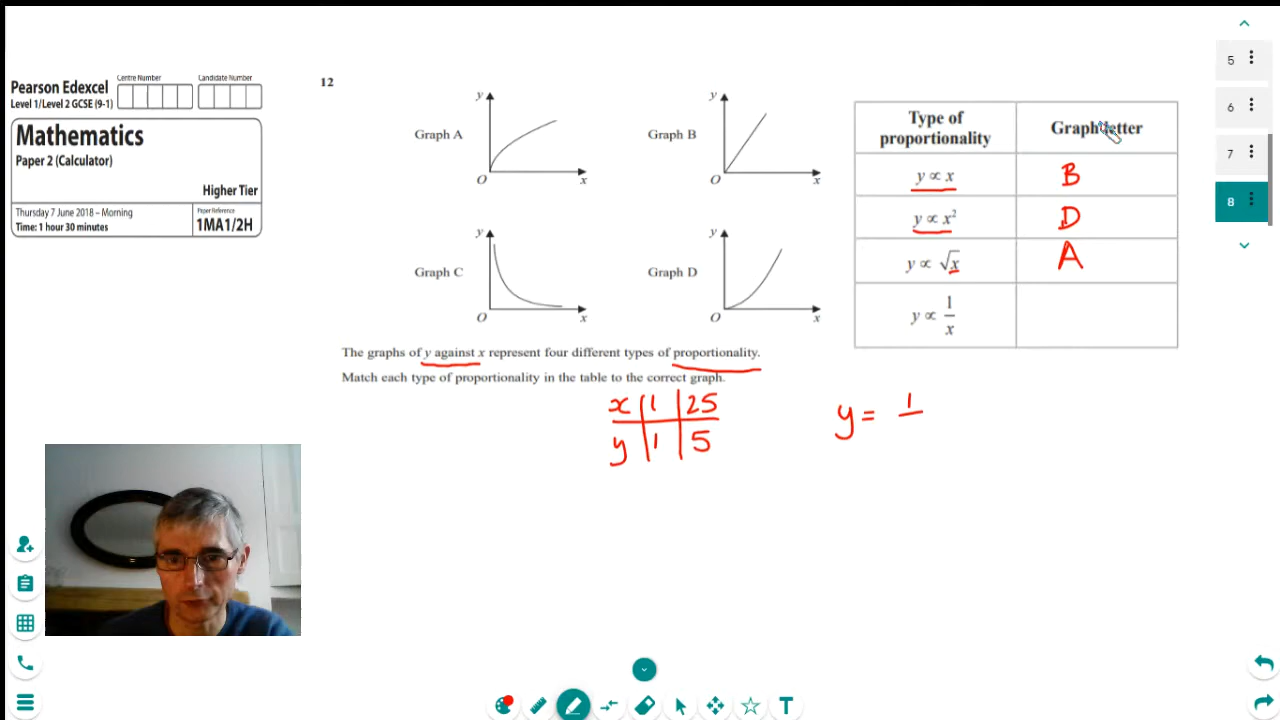 Pearson Edexcel
Level 1/Level 2 GCSE (9-1)
Centre Number
Candidate Number
Mathematics
Paper 2 (Calculator)
Higher Tier
Thursday 7 June 2018 – Morning
Time: 1 hour 30 minutes
Paper Reference
1MA1/2H
12
Graph A
y
O
x
Graph B
y
O
x
Graph C
y
O
x
Graph D
y
O
x
The graphs of y against x represent four different types of proportionality.
Match each type of proportionality in the table to the correct graph.
Type of proportionality
Graph letter
y ∝ x
B
y ∝ x²
D
y ∝ √x
A
y ∝ 1/x
x 1 25
y 1 5
y = 1
5
6
7
8
T